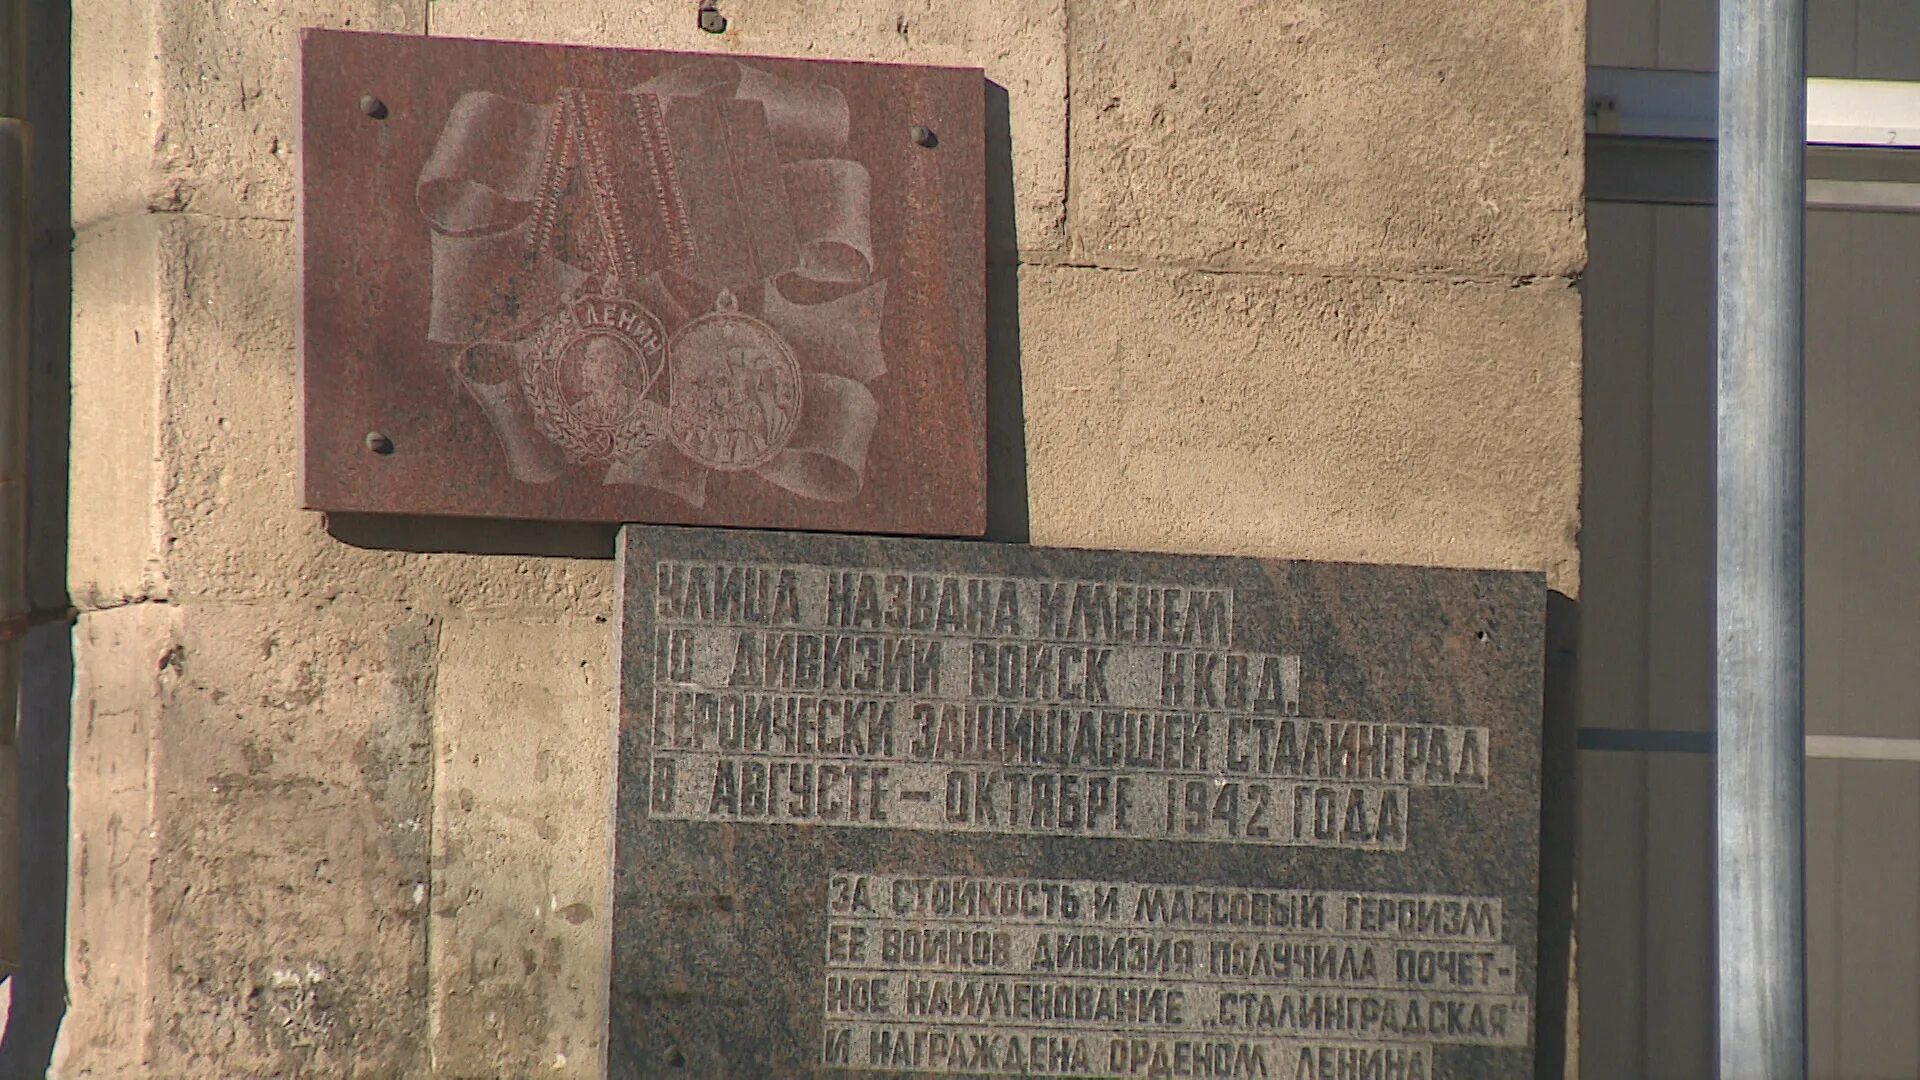 ЛЕНИН
УЛИЦА НАЗВАНА ИМЕНЕМ
10 ДИВИЗИИ ВОЙСК НКВД,
ГЕРОИЧЕСКИ ЗАЩИЩАВШЕЙ СТАЛИНГРАД
В АВГУСТЕ – ОКТЯБРЕ 1942 ГОДА
ЗА СТОЙКОСТЬ И МАССОВЫЙ ГЕРОИЗМ
ЕЕ ВОИНОВ ДИВИЗИЯ ПОЛУЧИЛА ПОЧЕТ-
НОЕ НАИМЕНОВАНИЕ „СТАЛИНГРАДСКАЯ“
И НАГРАЖДЕНА ОРДЕНОМ ЛЕНИНА